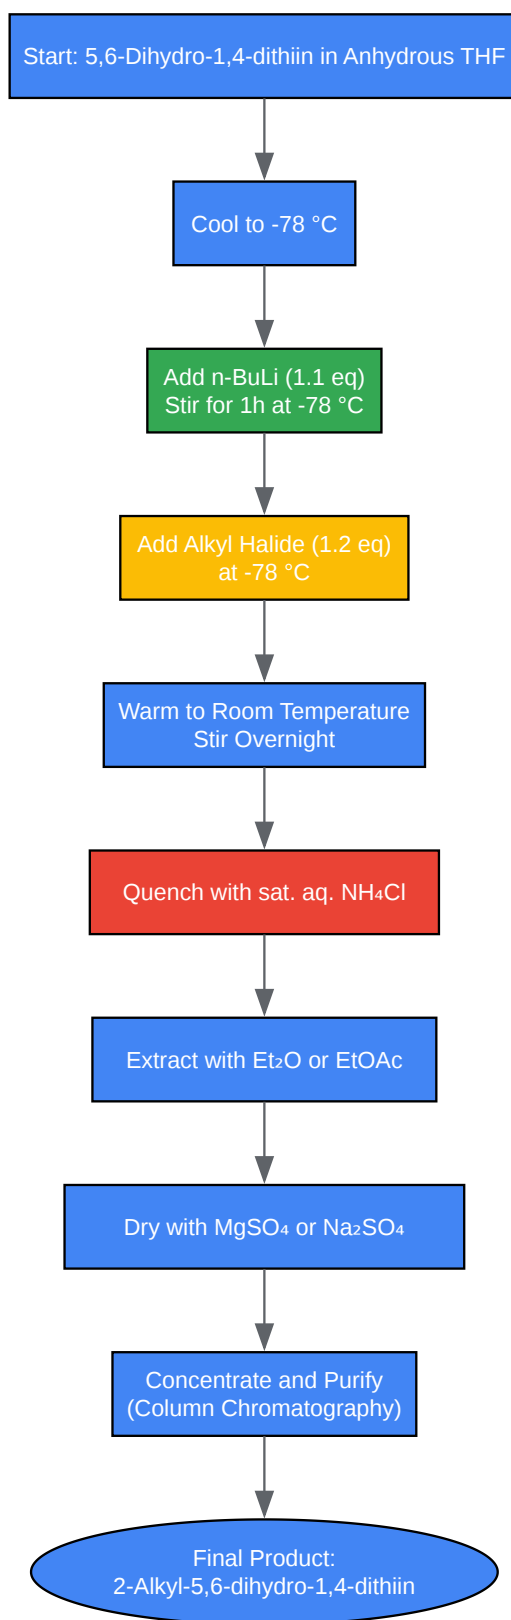 Start: 5,6-Dihydro-1,4-dithiin in Anhydrous THF
Cool to -78 °C
Add n-BuLi (1.1 eq)
Stir for 1h at -78 °C
Add Alkyl Halide (1.2 eq)
at -78 °C
Warm to Room Temperature
Stir Overnight
Quench with sat. aq. NH₄Cl
Extract with Et₂O or EtOAc
Dry with MgSO₄ or Na₂SO₄
Concentrate and Purify
(Column Chromatography)
Final Product:
2-Alkyl-5,6-dihydro-1,4-dithiin